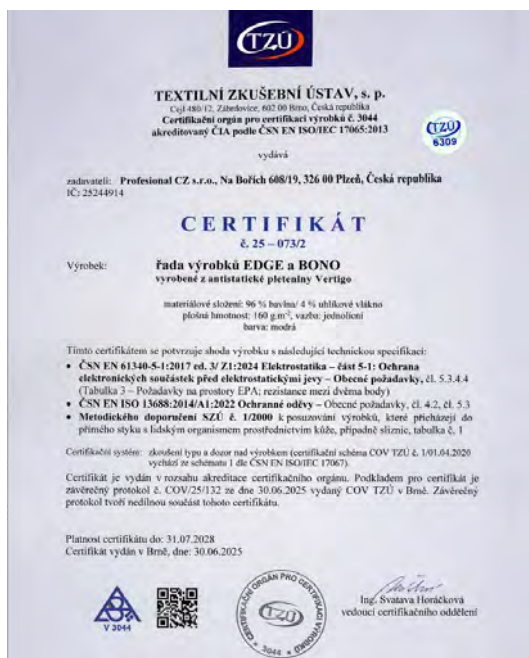 TZÚ
TEXTILNÍ ZKUŠEBNÍ ÚSTAV, s. p.
Cejl 480/12, Zábrdovice, 602 00 Brno, Česká republika
Certifikační orgán pro certifikaci výrobků č. 3044
akreditovaný ČIA podle ČSN EN ISO/IEC 17065:2013
TZÚ
6309
vydává
zadavateli: Profesional CZ s.r.o., Na Bořích 608/19, 326 00 Plzeň, Česká republika
IČ: 25244914
CERTIFIKÁT
č. 25 – 073/2
Výrobek: řada výrobků EDGE a BONO
vyrobené z antistatické pleteniny Vertigo
materiálové složení: 96 % bavlna/ 4 % uhlíkové vlákno
plošná hmotnost: 160 g.m-2, vazba: jednolícní
barva: modrá
Tímto certifikátem se potvrzuje shoda výrobku s následující technickou specifikací:
• ČSN EN 61340-5-1:2017 ed. 3/ Z1:2024 Elektrostatika – část 5-1: Ochrana
elektronických součástek před elektrostatickými jevy – Obecné požadavky, čl. 5.3.4.4
(Tabulka 3 – Požadavky na prostory EPA; rezistance mezi dvěma body)
• ČSN EN ISO 13688:2014/A1:2022 Ochranné oděvy – Obecné požadavky, čl. 4.2, čl. 5.3
• Metodického doporučení SZÚ č. 1/2000 k posuzování výrobků, které přicházejí do
přímého styku s lidským organismem prostřednictvím kůže, případně sliznic, tabulka č. 1
Certifikační systém: zkoušení typu a dozor nad výrobkem (certifikační schéma COV TZÚ č. 1/01.04.2020
vychází ze schématu 1 dle ČSN EN ISO/IEC 17067).
Certifikát je vydán v rozsahu akreditace certifikačního orgánu. Podkladem pro certifikát je
závěrečný protokol č. COV/25/132 ze dne 30.06.2025 vydaný COV TZÚ v Brně. Závěrečný
protokol tvoří nedílnou součást tohoto certifikátu.
Platnost certifikátu do: 31.07.2028
Certifikát vydán v Brně, dne: 30.06.2025
V 3044
CERTIFIKAČNÍ ORGÁN PRO CERTIFIKACI VÝROBKŮ
TZÚ
3044
Ing. Svatava Horáčková
vedoucí certifikačního oddělení